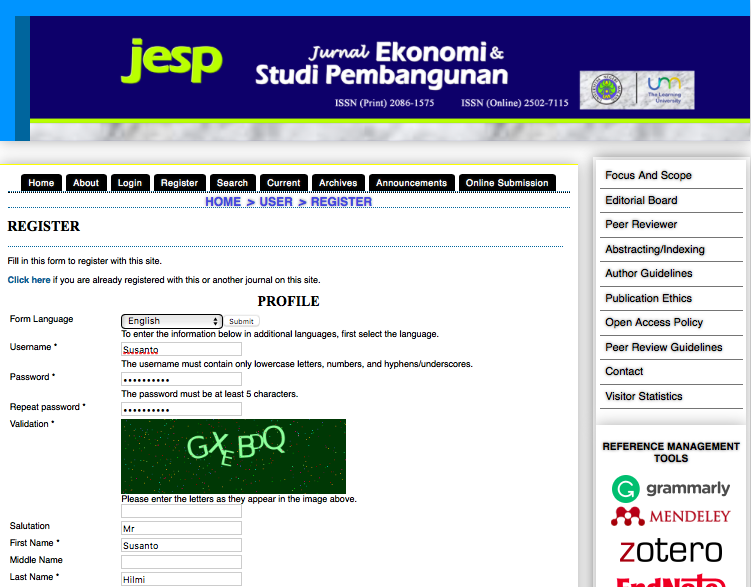 jesp
Jurnal Ekonomi &
Studi Pembangunan
ISSN (Print) 2086-1575 ISSN (Online) 2502-7115
The Learning
University
Home About Login Register Search Current Archives Announcements Online Submission
HOME > USER > REGISTER
REGISTER
Fill in this form to register with this site.
Click here if you are already registered with this or another journal on this site.
PROFILE
Form Language English Submit
To enter the information below in additional languages, first select the language.
Username * Susanto
The username must contain only lowercase letters, numbers, and hyphens/underscores.
Password * ••••••••••
The password must be at least 5 characters.
Repeat password * ••••••••••
Validation *
Please enter the letters as they appear in the image above.
Salutation Mr
First Name * Susanto
Middle Name
Last Name * Hilmi
Focus And Scope
Editorial Board
Peer Reviewer
Abstracting/Indexing
Author Guidelines
Publication Ethics
Open Access Policy
Peer Review Guidelines
Contact
Visitor Statistics
REFERENCE MANAGEMENT
TOOLS
grammarly
MENDELEY
zotero
EndNote